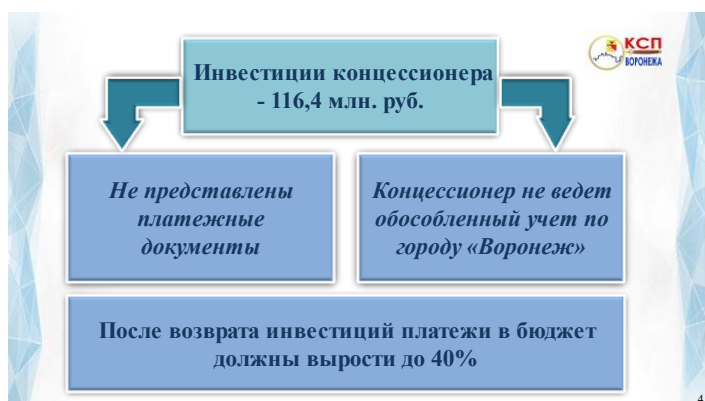 КСП
ВОРОНЕЖА
Инвестиции концессионера
- 116,4 млн. руб.
Не представлены
платежные
документы
Концессионер не ведет
обособленный учет по
городу «Воронеж»
После возврата инвестиций платежи в бюджет
должны вырости до 40%
4